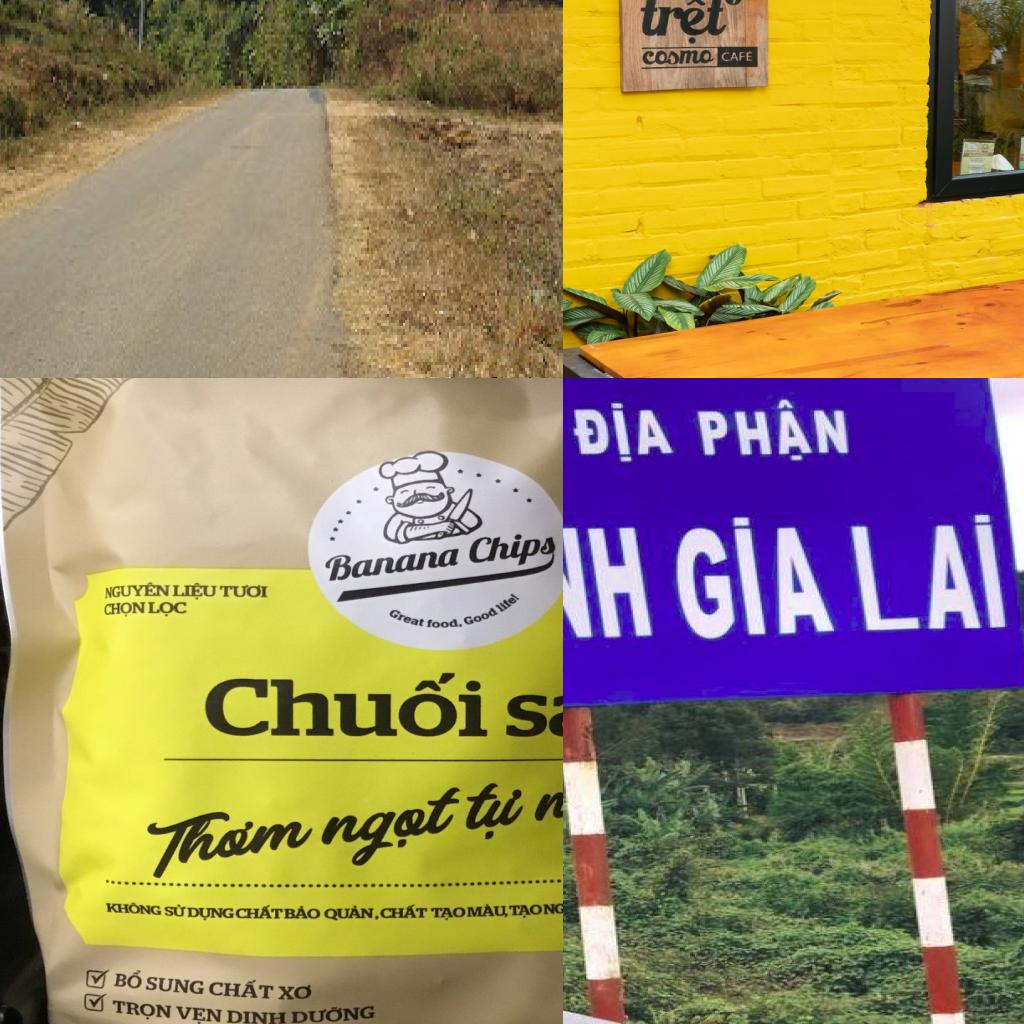 trệt
cosmo CAFÉ
Banana Chips
Great food, Good life!
NGUYÊN LIỆU TƯƠI
CHỌN LỌC
Chuối
Thơm ngọt tự
KHÔNG SỬ DỤNG CHẤT BẢO QUẢN, CHẤT TẠO MÀU, TẠO
BỔ SUNG CHẤT XƠ
TRỌN VẸN DINH DƯỠNG
ĐỊA PHẬN
NH GIA LAI